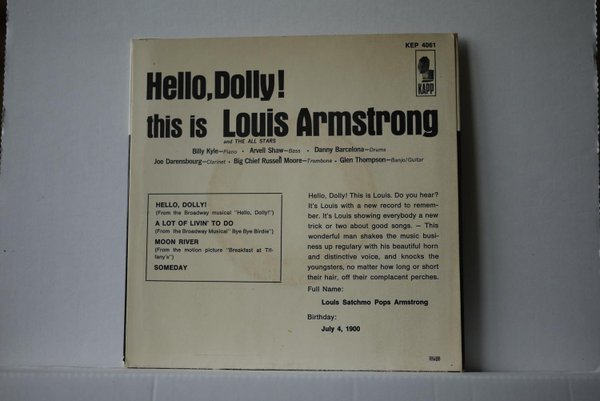 KEP 4061
KAPP
Hello, Dolly!
this is Louis Armstrong
and THE ALL STARS
Billy Kyle—Piano • Arvell Shaw—Bass • Danny Barcelona—Drums
Joe Darensbourg—Clarinet • Big Chief Russell Moore—Trombone • Glen Thompson—Banjo/Guitar
HELLO, DOLLY!
(From the Broadway musical "Hello, Dolly!")
A LOT OF LIVIN' TO DO
(From the Broadway Musical "Bye Bye Birdie")
MOON RIVER
(From the motion picture "Breakfast at Tif-
fany's")
SOMEDAY
Hello, Dolly! This is Louis. Do you hear?
It's Louis with a new record to remem-
ber. It's Louis showing everybody a new
trick or two about good songs. — This
wonderful man shakes the music busi-
ness up regulary with his beautiful horn
and distinctive voice, and knocks the
youngsters, no matter how long or short
their hair, off their complacent perches.
Full Name:
Louis Satchmo Pops Armstrong
Birthday:
July 4, 1900